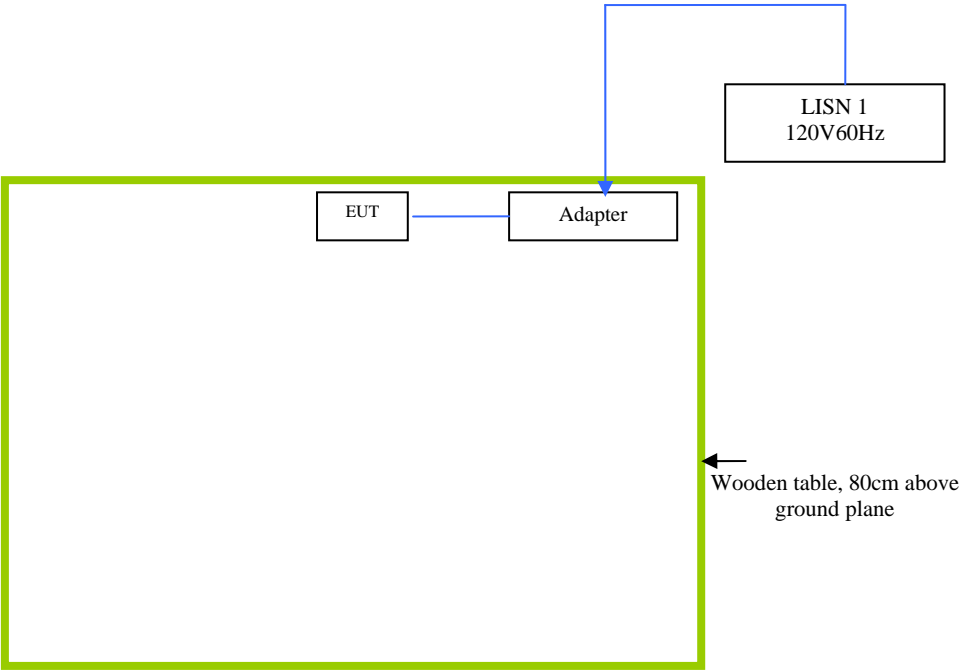 LISN 1
120V60Hz
EUT
Adapter
Wooden table, 80cm above
ground plane